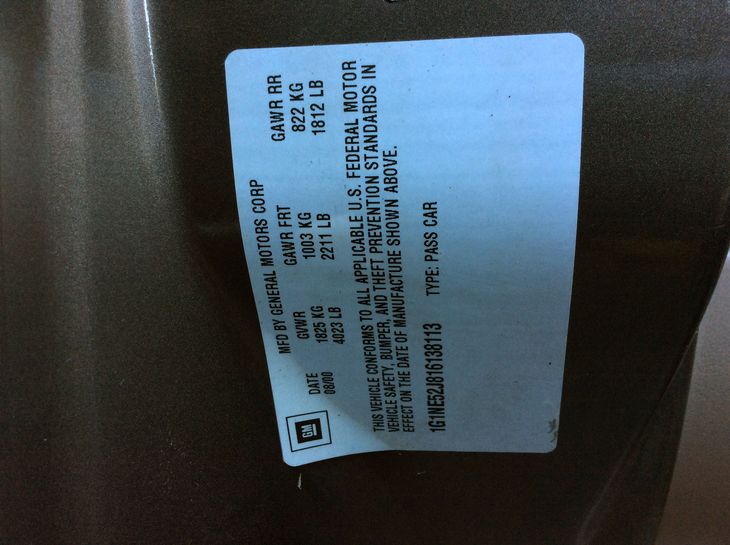 GM
MFD BY GENERAL MOTORS CORP
DATE GVWR GAWR FRT GAWR RR
08/00 1825 KG 1003 KG 822 KG
4023 LB 2211 LB 1812 LB
THIS VEHICLE CONFORMS TO ALL APPLICABLE U.S. FEDERAL MOTOR
VEHICLE SAFETY, BUMPER, AND THEFT PREVENTION STANDARDS IN
EFFECT ON THE DATE OF MANUFACTURE SHOWN ABOVE.
1G1NE52J816138113 TYPE: PASS CAR